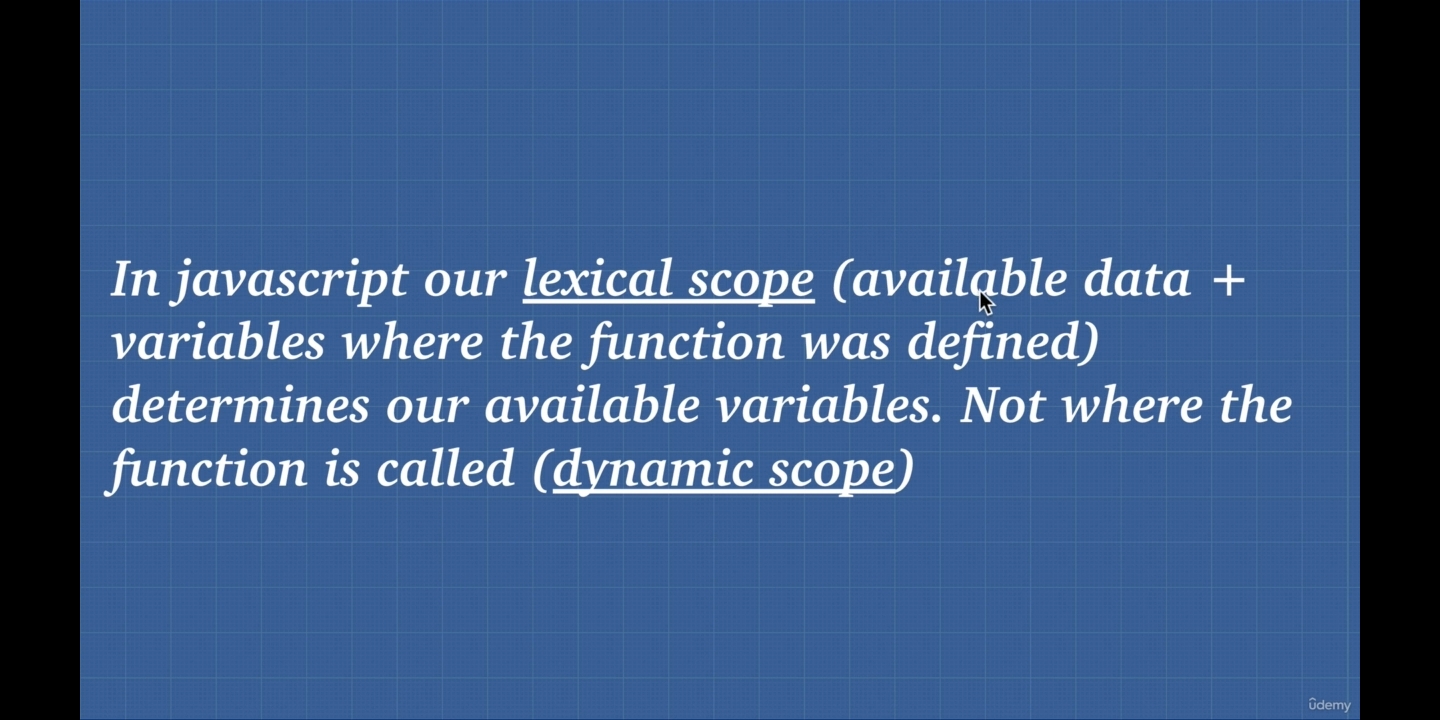 In javascript our lexical scope (available data +
variables where the function was defined)
determines our available variables. Not where the
function is called (dynamic scope)
ûdemy